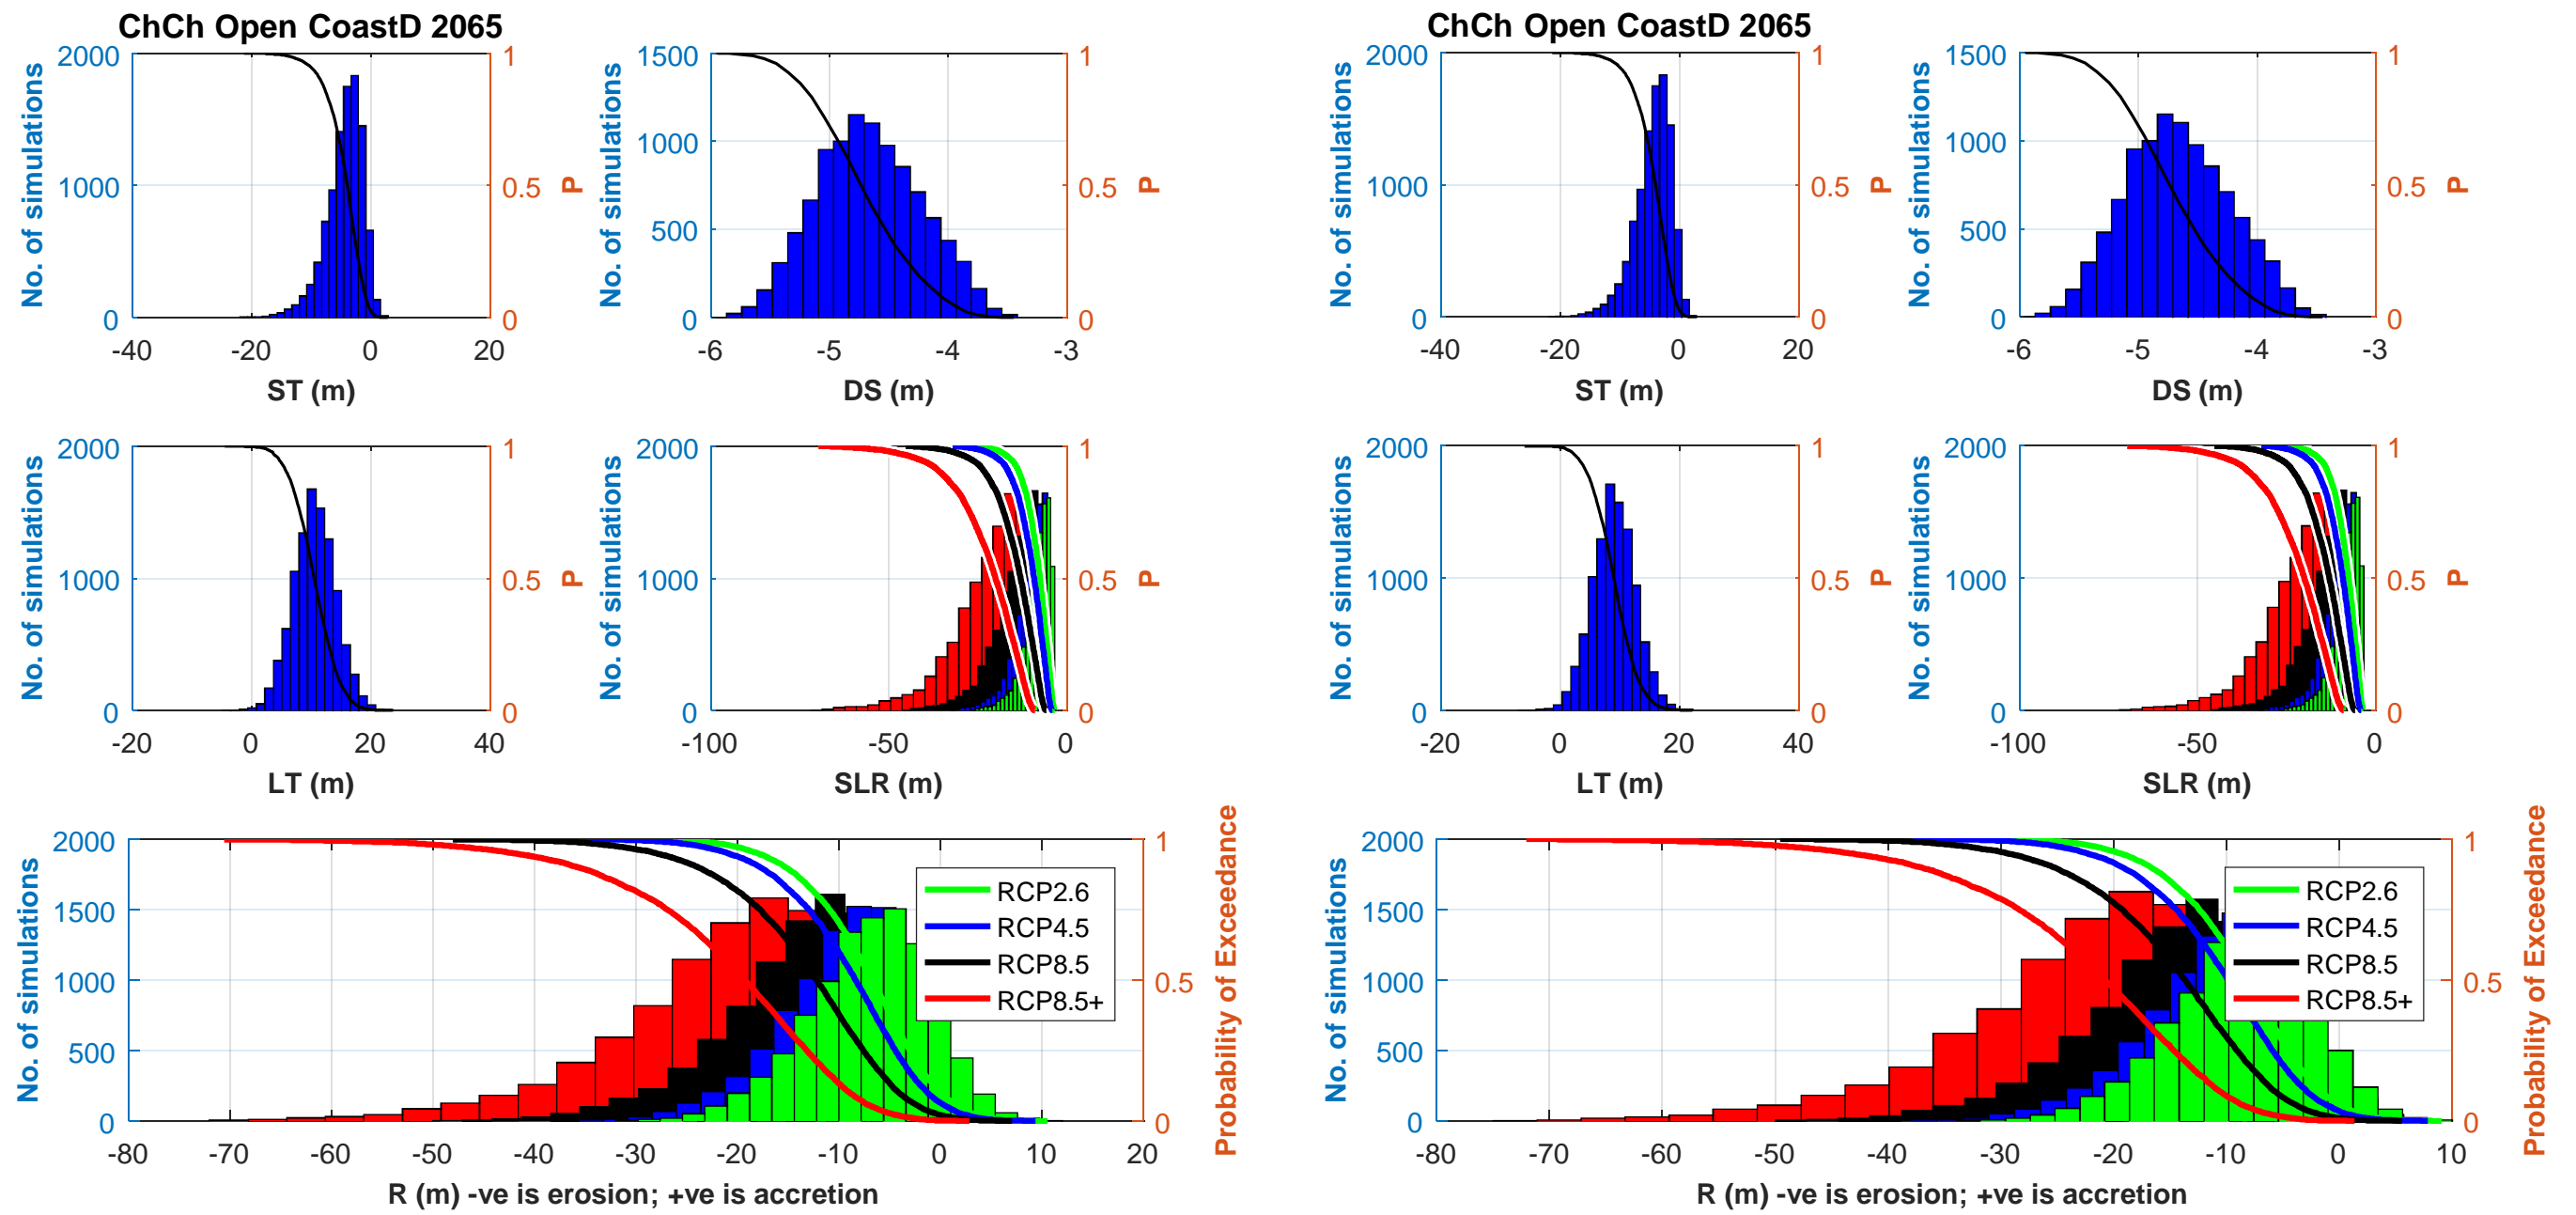 ChCh Open CoastD 2065
2000
1000
0
No. of simulations
-40 -20 0 20
ST (m)
1
0.5
0
P
1500
1000
500
0
No. of simulations
-6 -5 -4 -3
DS (m)
1
0.5
0
P
2000
1000
0
No. of simulations
-20 0 20 40
LT (m)
1
0.5
0
P
2000
1000
0
No. of simulations
-100 -50 0
SLR (m)
1
0.5
0
P
2000
1500
1000
500
0
No. of simulations
RCP2.6
RCP4.5
RCP8.5
RCP8.5+
1
0.5
0
Probability of Exceedance
-80 -70 -60 -50 -40 -30 -20 -10 0 10 20
R (m) -ve is erosion; +ve is accretion
ChCh Open CoastD 2065
2000
1000
0
No. of simulations
-40 -20 0 20
ST (m)
1
0.5
0
P
1500
1000
500
0
No. of simulations
-6 -5 -4 -3
DS (m)
1
0.5
0
P
2000
1000
0
No. of simulations
-20 0 20 40
LT (m)
1
0.5
0
P
2000
1000
0
No. of simulations
-100 -50 0
SLR (m)
1
0.5
0
P
2000
1500
1000
500
0
No. of simulations
RCP2.6
RCP4.5
RCP8.5
RCP8.5+
1
0.5
0
Probability of Exceedance
-80 -70 -60 -50 -40 -30 -20 -10 0 10
R (m) -ve is erosion; +ve is accretion